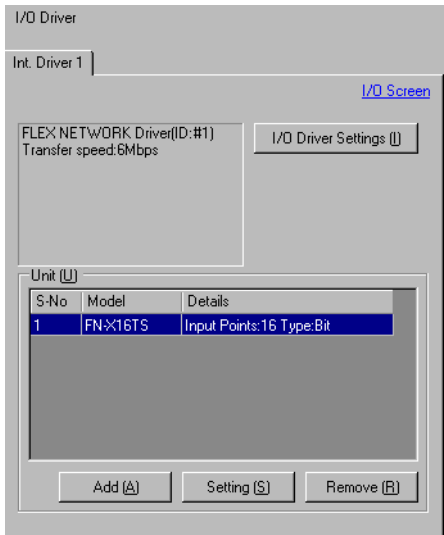 I/O Driver
Int. Driver 1
I/O Screen
FLEX NETWORK Driver(ID:#1)
Transfer speed:6Mbps
I/O Driver Settings (I)
Unit (U)
S-No Model Details
1 FN-X16TS Input Points:16 Type:Bit
Add (A) Setting (S) Remove (R)